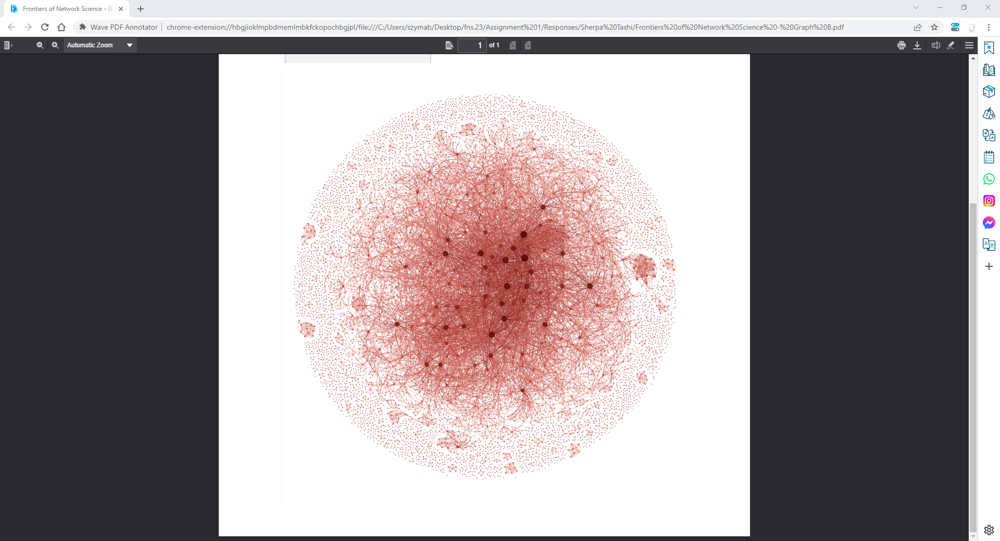 Frontiers of Network Science - G
Wave PDF Annotator
chrome-extension://hbgjioklmpbdmemlmbkfckopochbgjpl/file:///C:/Users/szymab/Desktop/fns.23/Assignment%201/Responses/Sherpa%20Tashi/Frontiers%20of%20Network%20Science%20-%20Graph%20B.pdf
Automatic Zoom
1 of 1